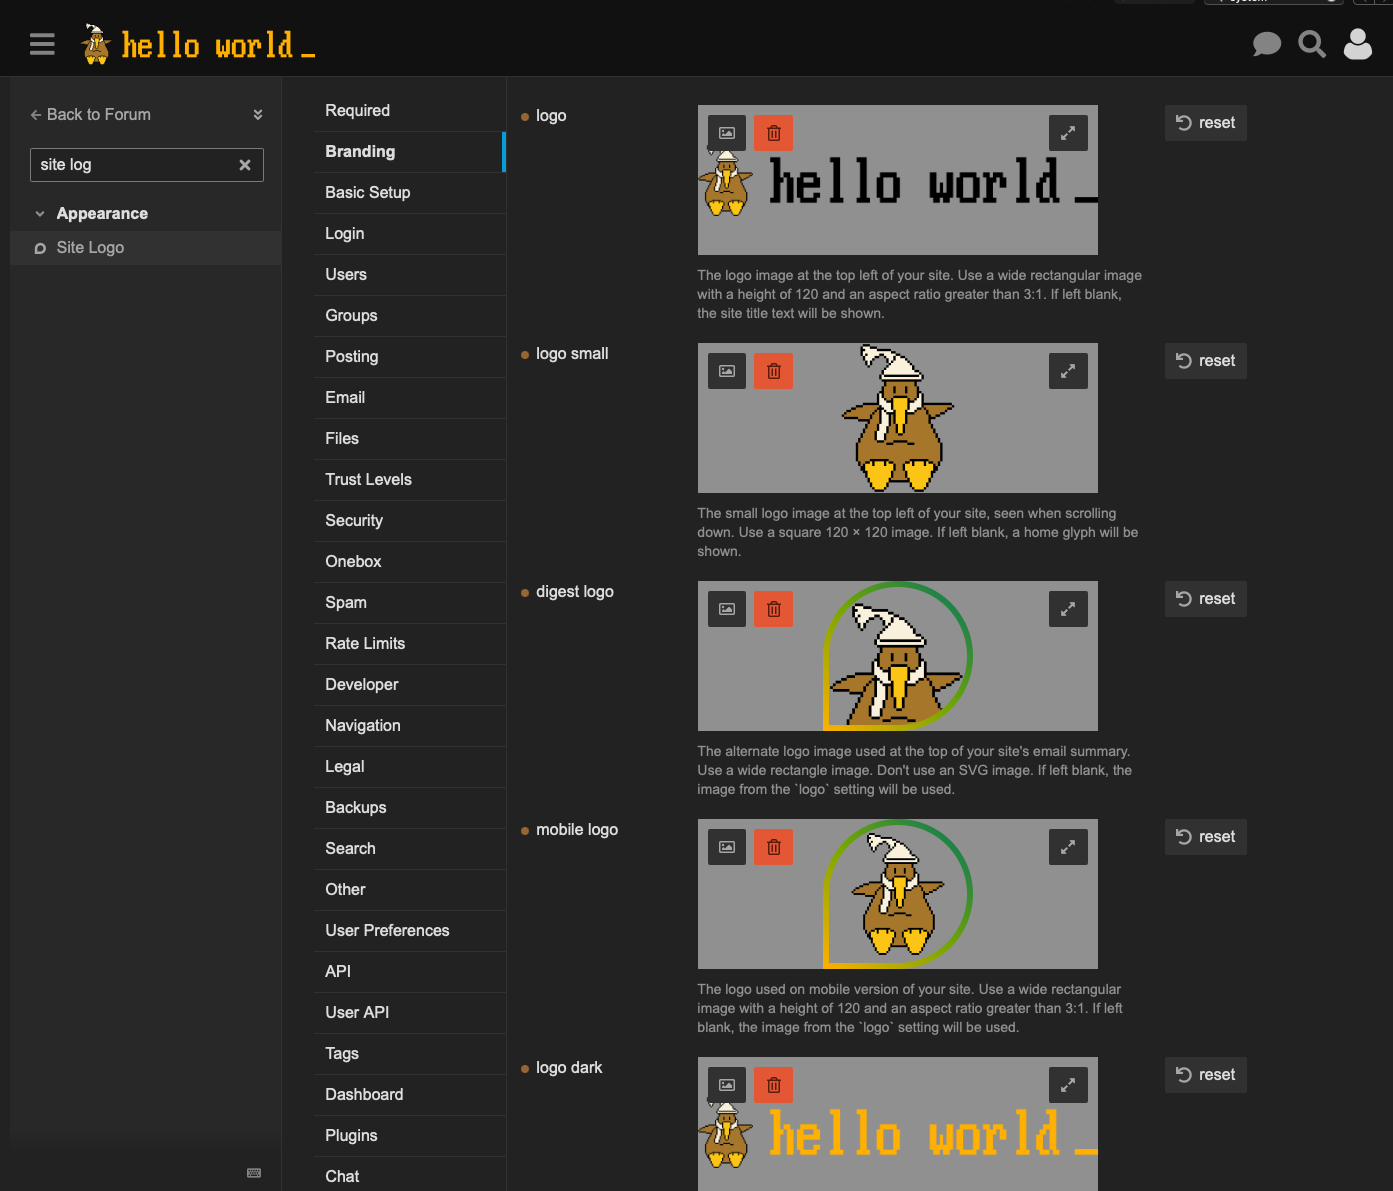 hello world_
Back to Forum
site log
Appearance
Site Logo
Required
Branding
Basic Setup
Login
Users
Groups
Posting
Email
Files
Trust Levels
Security
Onebox
Spam
Rate Limits
Developer
Navigation
Legal
Backups
Search
Other
User Preferences
API
User API
Tags
Dashboard
Plugins
Chat
logo
hello world_
reset
The logo image at the top left of your site. Use a wide rectangular image
with a height of 120 and an aspect ratio greater than 3:1. If left blank,
the site title text will be shown.
logo small
reset
The small logo image at the top left of your site, seen when scrolling
down. Use a square 120 × 120 image. If left blank, a home glyph will be
shown.
digest logo
reset
The alternate logo image used at the top of your site's email summary.
Use a wide rectangle image. Don't use an SVG image. If left blank, the
image from the `logo` setting will be used.
mobile logo
reset
The logo used on mobile version of your site. Use a wide rectangular
image with a height of 120 and an aspect ratio greater than 3:1. If left
blank, the image from the `logo` setting will be used.
logo dark
reset
hello world_